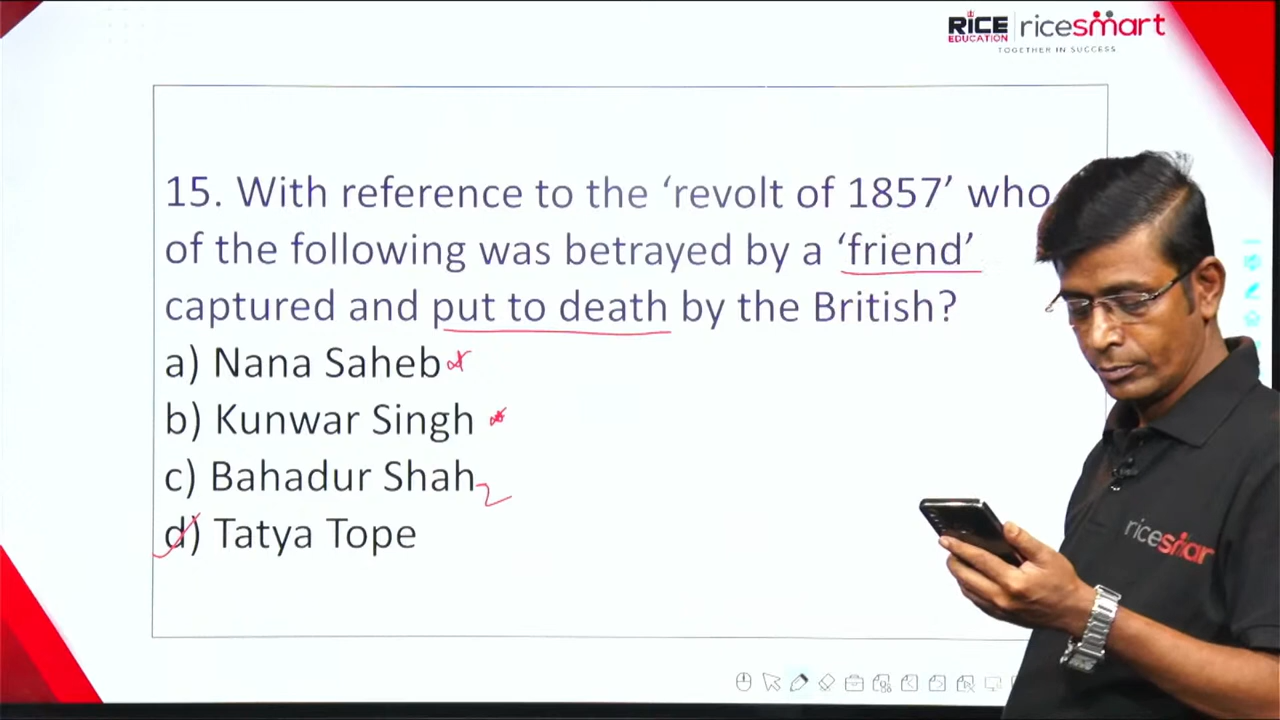 RICE EDUCATION | ricesmart
TOGETHER IN SUCCESS
15. With reference to the ‘revolt of 1857’ who
of the following was betrayed by a ‘friend’
captured and put to death by the British?
a) Nana Saheb
b) Kunwar Singh
c) Bahadur Shah 2
d) Tatya Tope
ricesmar